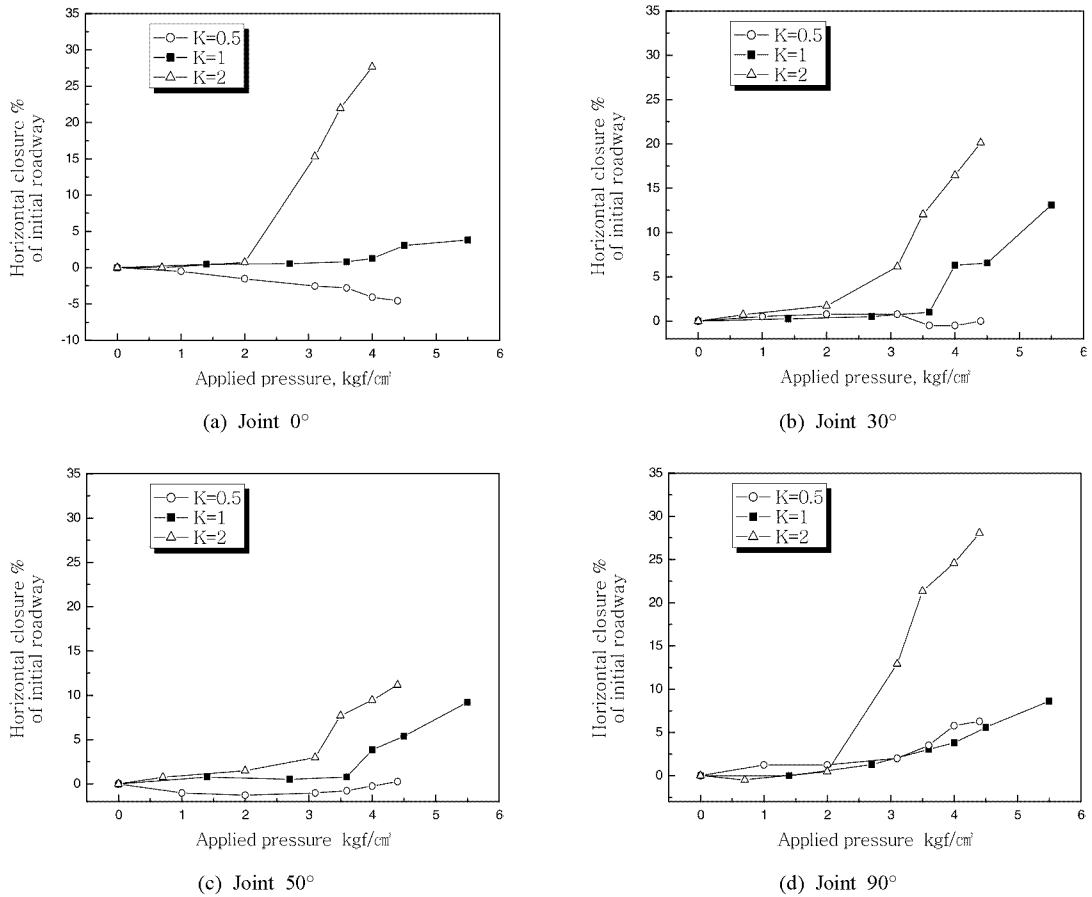 35
30
25
20
15
10
5
0
-5
-10
Horizontal closure %
of initial roadway
K=0.5
K=1
K=2
0 1 2 3 4 5 6
Applied pressure, kgf/㎠
(a) Joint 0°
35
30
25
20
15
10
5
0
Horizontal closure %
of initial roadway
K=0.5
K=1
K=2
0 1 2 3 4 5 6
Applied pressure, kgf/㎠
(b) Joint 30°
35
30
25
20
15
10
5
0
Horizontal closure %
of initial roadway
K=0.5
K=1
K=2
0 1 2 3 4 5 6
Applied pressure kgf/㎠
(c) Joint 50°
35
30
25
20
15
10
5
0
Horizontal closure %
of initial roadway
K=0.5
K=1
K=2
0 1 2 3 4 5 6
Applied pressure kgf/㎠
(d) Joint 90°